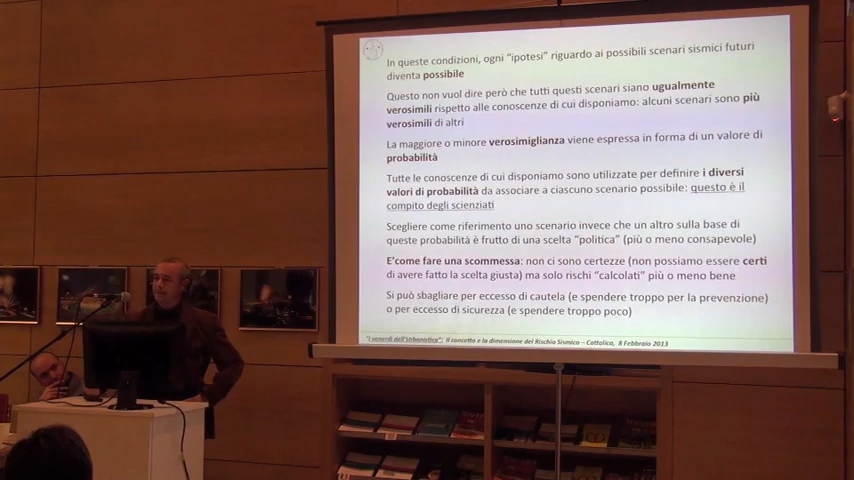 In queste condizioni, ogni "ipotesi" riguardo ai possibili scenari sismici futuri
diventa possibile
Questo non vuol dire però che tutti questi scenari siano ugualmente
verosimili rispetto alle conoscenze di cui disponiamo: alcuni scenari sono più
verosimili di altri
La maggiore o minore verosimiglianza viene espressa in forma di un valore di
probabilità
Tutte le conoscenze di cui disponiamo sono utilizzate per definire i diversi
valori di probabilità da associare a ciascuno scenario possibile: questo è il
compito degli scienziati
Scegliere come riferimento uno scenario invece che un altro sulla base di
queste probabilità è frutto di una scelta "politica" (più o meno consapevole)
E'come fare una scommessa: non ci sono certezze (non possiamo essere certi
di avere fatto la scelta giusta) ma solo rischi "calcolati" più o meno bene
Si può sbagliare per eccesso di cautela (e spendere troppo per la prevenzione)
o per eccesso di sicurezza (e spendere troppo poco)
"I venerdì dell'Urbanistica": Il concetto e la dimensione del Rischio Sismico – Cattolica, 8 Febbraio 2013